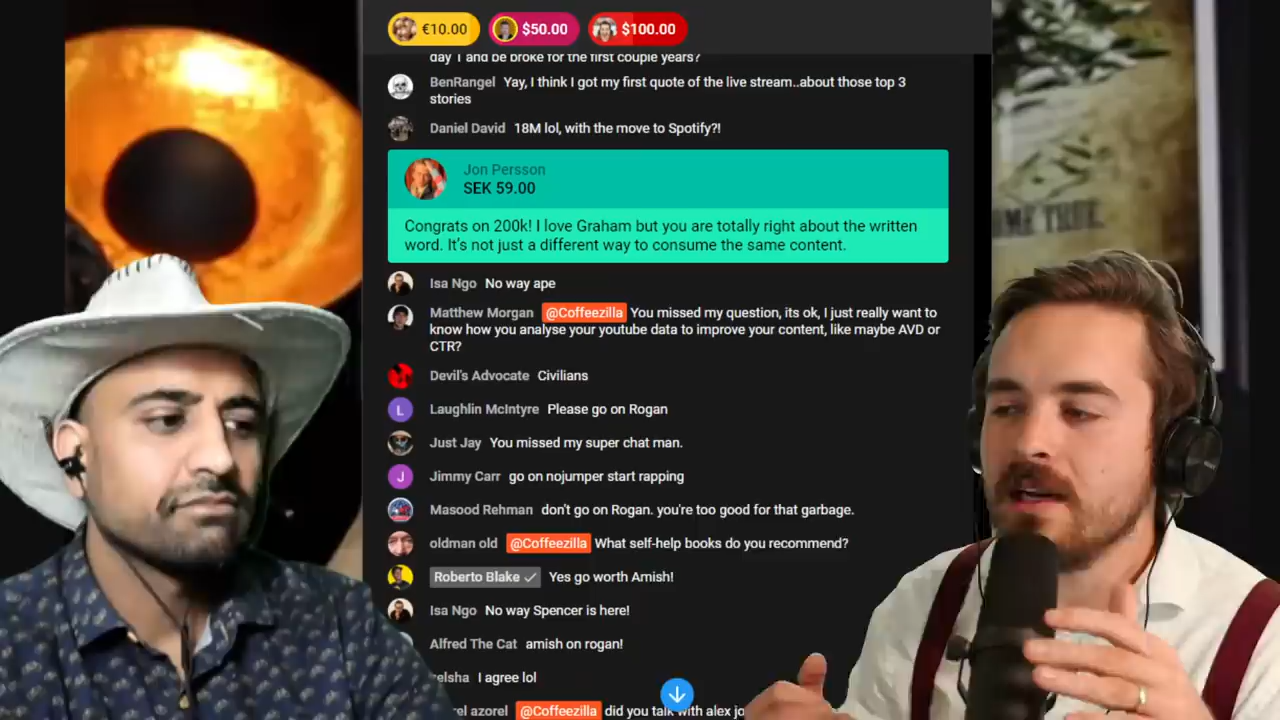 €10.00 $50.00 $100.00
day 1 and be broke for the first couple years?
BenRangel Yay, I think I got my first quote of the live stream..about those top 3
stories
Daniel David 18M lol, with the move to Spotify?!
Jon Persson
SEK 59.00
Congrats on 200k! I love Graham but you are totally right about the written
word. It's not just a different way to consume the same content.
OME TRUE.
Isa Ngo No way ape
Matthew Morgan @Coffeezilla You missed my question, its ok, I just really want to
know how you analyse your youtube data to improve your content, like maybe AVD or
CTR?
Devil's Advocate Civilians
L Laughlin McIntyre Please go on Rogan
Just Jay You missed my super chat man.
J Jimmy Carr go on nojumper start rapping
Masood Rehman don't go on Rogan. you're too good for that garbage.
oldman old @Coffeezilla What self-help books do you recommend?
Roberto Blake ✓ Yes go worth Amish!
Isa Ngo No way Spencer is here!
Alfred The Cat amish on rogan!
elsha I agree lol
rel azorel @Coffeezilla did you talk with alex jo